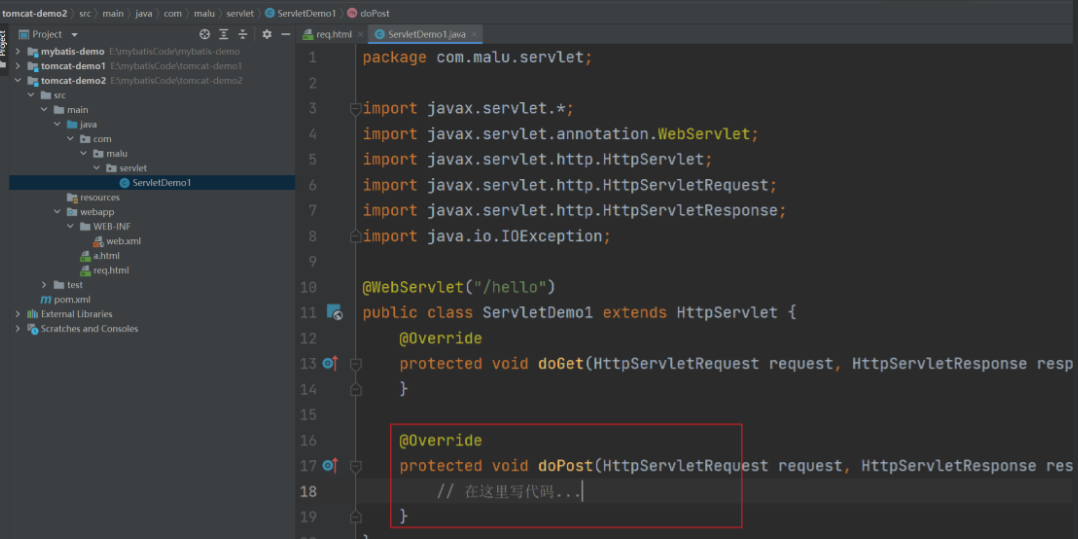 tomcat-demo2 › src › main › java › com › malu › servlet › ServletDemo1 › doPost
Project
Project
req.html
ServletDemo1.java
mybatis-demo E:\mybatisCode\mybatis-demo
tomcat-demo1 E:\mybatisCode\tomcat-demo1
tomcat-demo2 E:\mybatisCode\tomcat-demo2
src
main
java
com
malu
servlet
ServletDemo1
resources
webapp
WEB-INF
web.xml
a.html
req.html
test
pom.xml
External Libraries
Scratches and Consoles
1 package com.malu.servlet;
2
3 import javax.servlet.*;
4 import javax.servlet.annotation.WebServlet;
5 import javax.servlet.http.HttpServlet;
6 import javax.servlet.http.HttpServletRequest;
7 import javax.servlet.http.HttpServletResponse;
8 import java.io.IOException;
9
10 @WebServlet("/hello")
11 public class ServletDemo1 extends HttpServlet {
12 @Override
13 protected void doGet(HttpServletRequest request, HttpServletResponse resp
14 }
15
16 @Override
17 protected void doPost(HttpServletRequest request, HttpServletResponse res
18 // 在这里写代码...
19 }